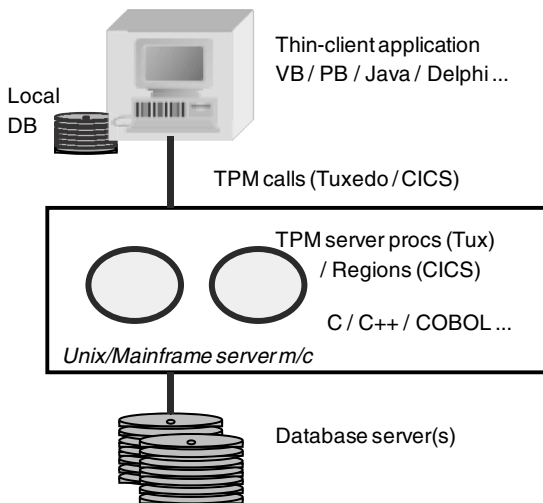 Thin-client application
VB / PB / Java / Delphi ...
Local
DB
TPM calls (Tuxedo / CICS)
TPM server procs (Tux)
/ Regions (CICS)
C / C++ / COBOL ...
Unix/Mainframe server m/c
Database server(s)